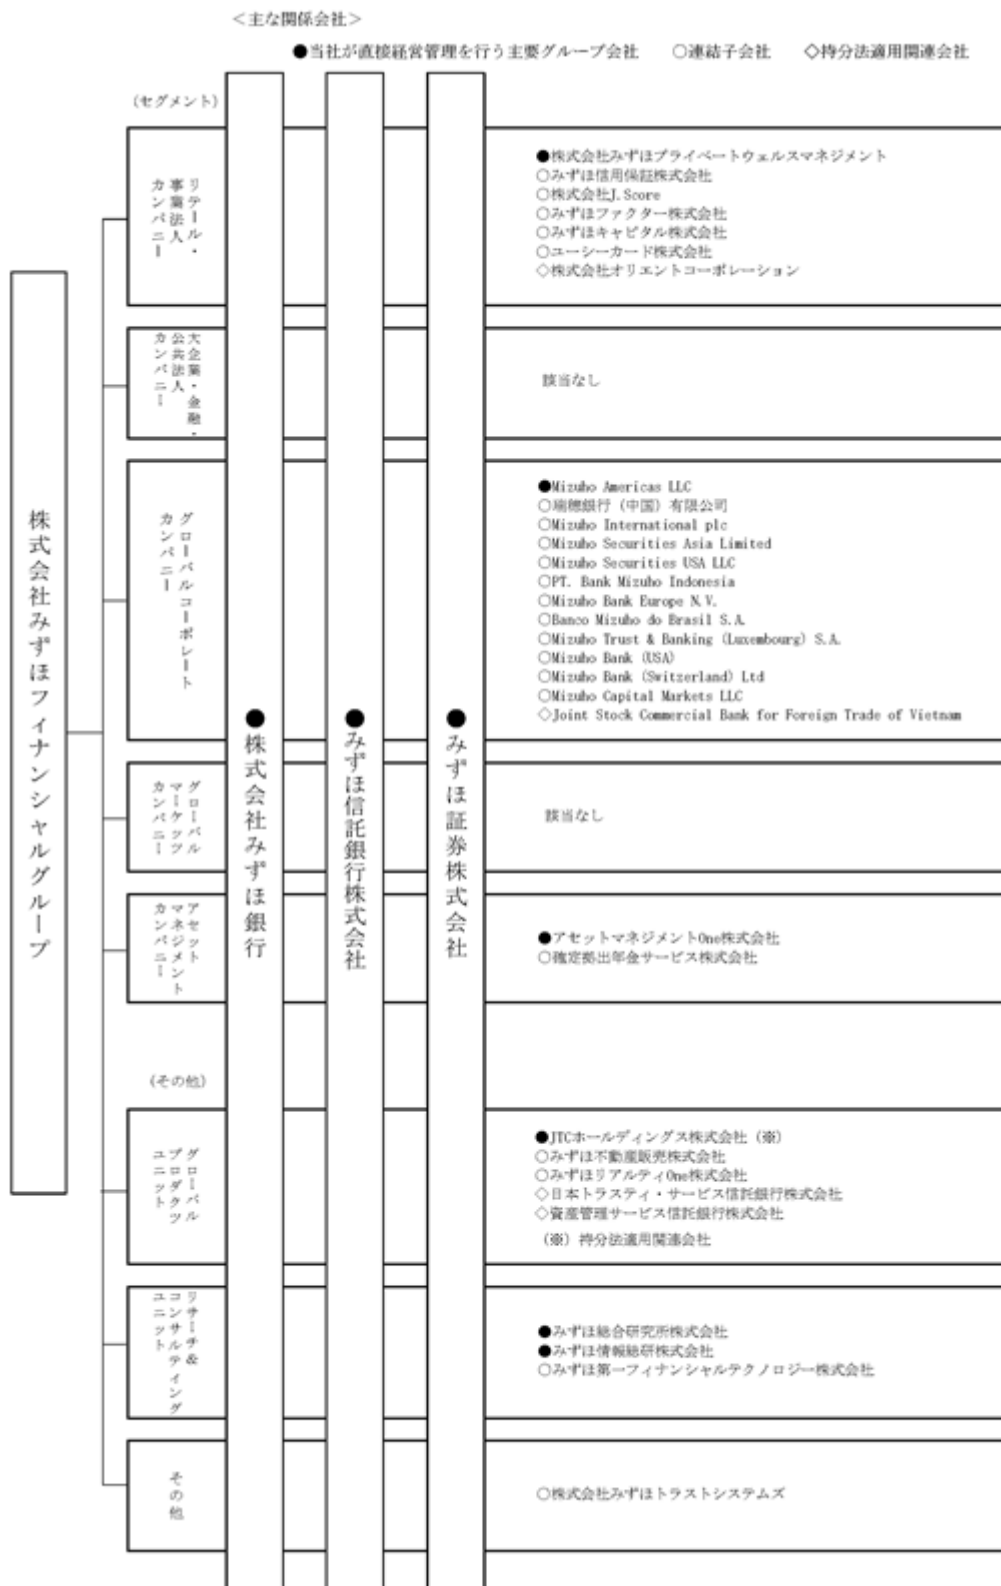 ＜主な関係会社＞
●当社が直接経営管理を行う主要グループ会社　○連結子会社　◇持分法適用関連会社
(セグメント)
株式会社みずほフィナンシャルグループ
●株式会社みずほ銀行
●みずほ信託銀行株式会社
●みずほ証券株式会社
リテール・
事業法人
カンパニー
●株式会社みずほプライベートウェルスマネジメント
○みずほ信用保証株式会社
○株式会社J.Score
○みずほファクター株式会社
○みずほキャピタル株式会社
○ユーシーカード株式会社
◇株式会社オリエントコーポレーション
大企業・金融・
公共法人
カンパニー
該当なし
グローバルコーポレート
カンパニー
●Mizuho Americas LLC
○瑞穂銀行（中国）有限公司
○Mizuho International plc
○Mizuho Securities Asia Limited
○Mizuho Securities USA LLC
○PT. Bank Mizuho Indonesia
○Mizuho Bank Europe N.V.
○Banco Mizuho do Brasil S.A.
○Mizuho Trust & Banking (Luxembourg) S.A.
○Mizuho Bank (USA)
○Mizuho Bank (Switzerland) Ltd
○Mizuho Capital Markets LLC
◇Joint Stock Commercial Bank for Foreign Trade of Vietnam
グローバル
マーケッツ
カンパニー
該当なし
アセット
マネジメント
カンパニー
●アセットマネジメントOne株式会社
○確定拠出年金サービス株式会社
(その他)
グローバル
プロダクツ
ユニット
●JTCホールディングス株式会社（※）
○みずほ不動産販売株式会社
○みずほリアルティOne株式会社
◇日本トラスティ・サービス信託銀行株式会社
◇資産管理サービス信託銀行株式会社
（※）持分法適用関連会社
リサーチ&
コンサルティング
ユニット
●みずほ総合研究所株式会社
●みずほ情報総研株式会社
○みずほ第一フィナンシャルテクノロジー株式会社
その他
○株式会社みずほトラストシステムズ